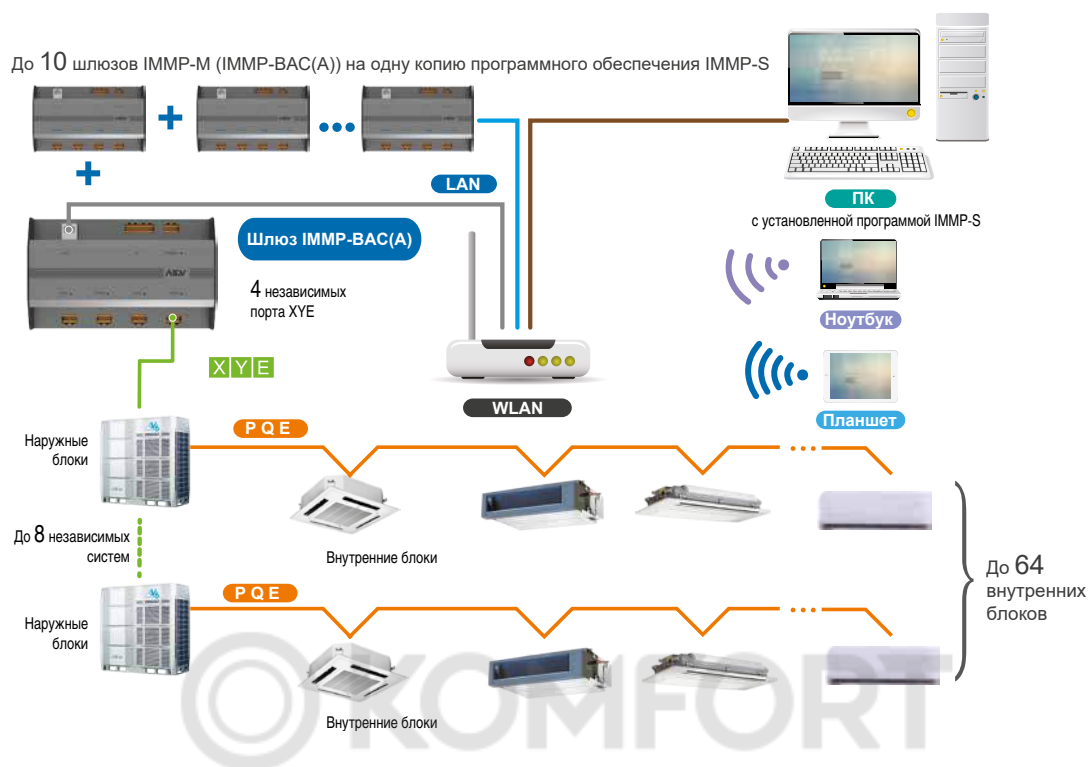 До 10 шлюзов IMMP-M (IMMP-BAC(A)) на одну копию программного обеспечения IMMP-S
LAN
ПК
с установленной программой IMMP-S
Шлюз IMMP-BAC(A)
4 независимых
порта XYE
Ноутбук
X Y E
WLAN
Планшет
Наружные
блоки
P Q E
До 8 независимых
систем
Внутренние блоки
До 64
внутренних
блоков
P Q E
Наружные
блоки
Внутренние блоки
OKOMFORT